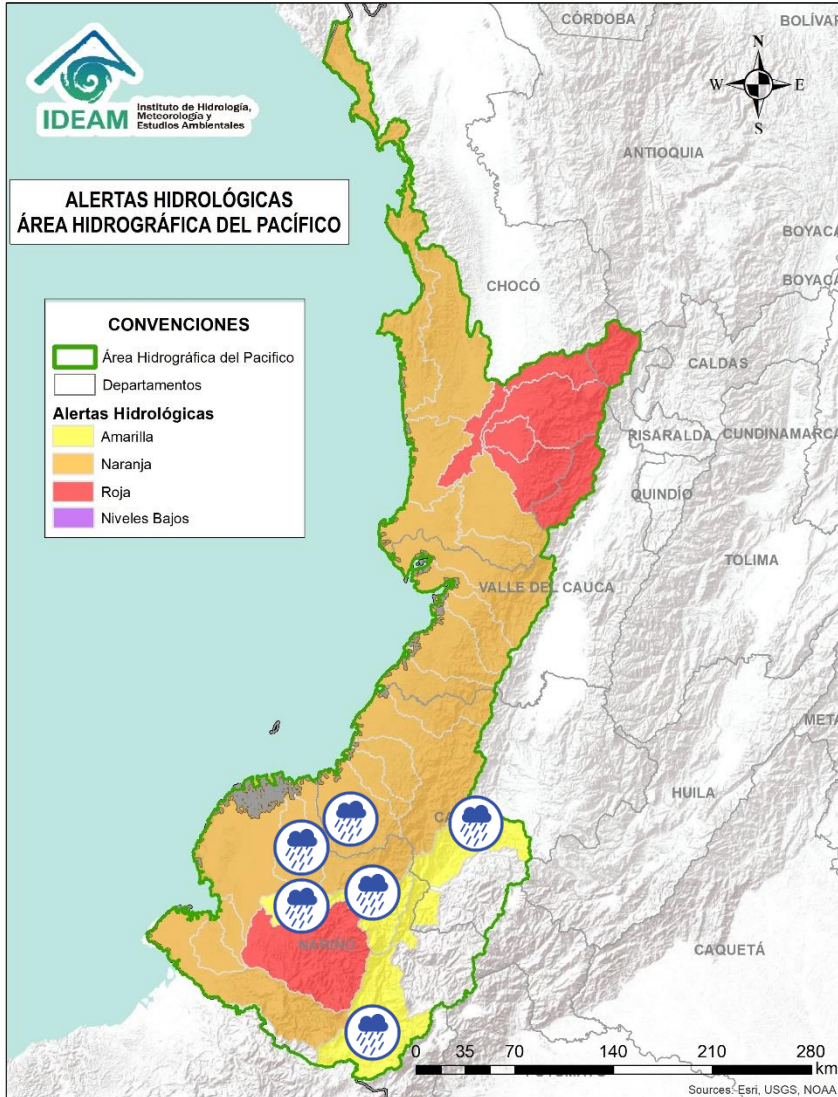 CÓRDOBA
BOLÍVAR
N
W
E
S
IDEAM
Instituto de Hidrología,
Meteorología y
Estudios Ambientales
ANTIOQUIA
ALERTAS HIDROLÓGICAS
ÁREA HIDROGRÁFICA DEL PACÍFICO
BOYACÁ
BOYACÁ
CHOCÓ
CONVENCIONES
Área Hidrográfica del Pacifico
Departamentos
Alertas Hidrológicas
Amarilla
Naranja
Roja
Niveles Bajos
CALDAS
RISARALDA
CUNDINAMARCA
QUINDÍO
TOLIMA
VALLE DEL CAUCA
META
HUILA
CA
NARIÑO
CAQUETÁ
0 35 70 140 210 280
km
Sources: Esri, USGS, NOAA